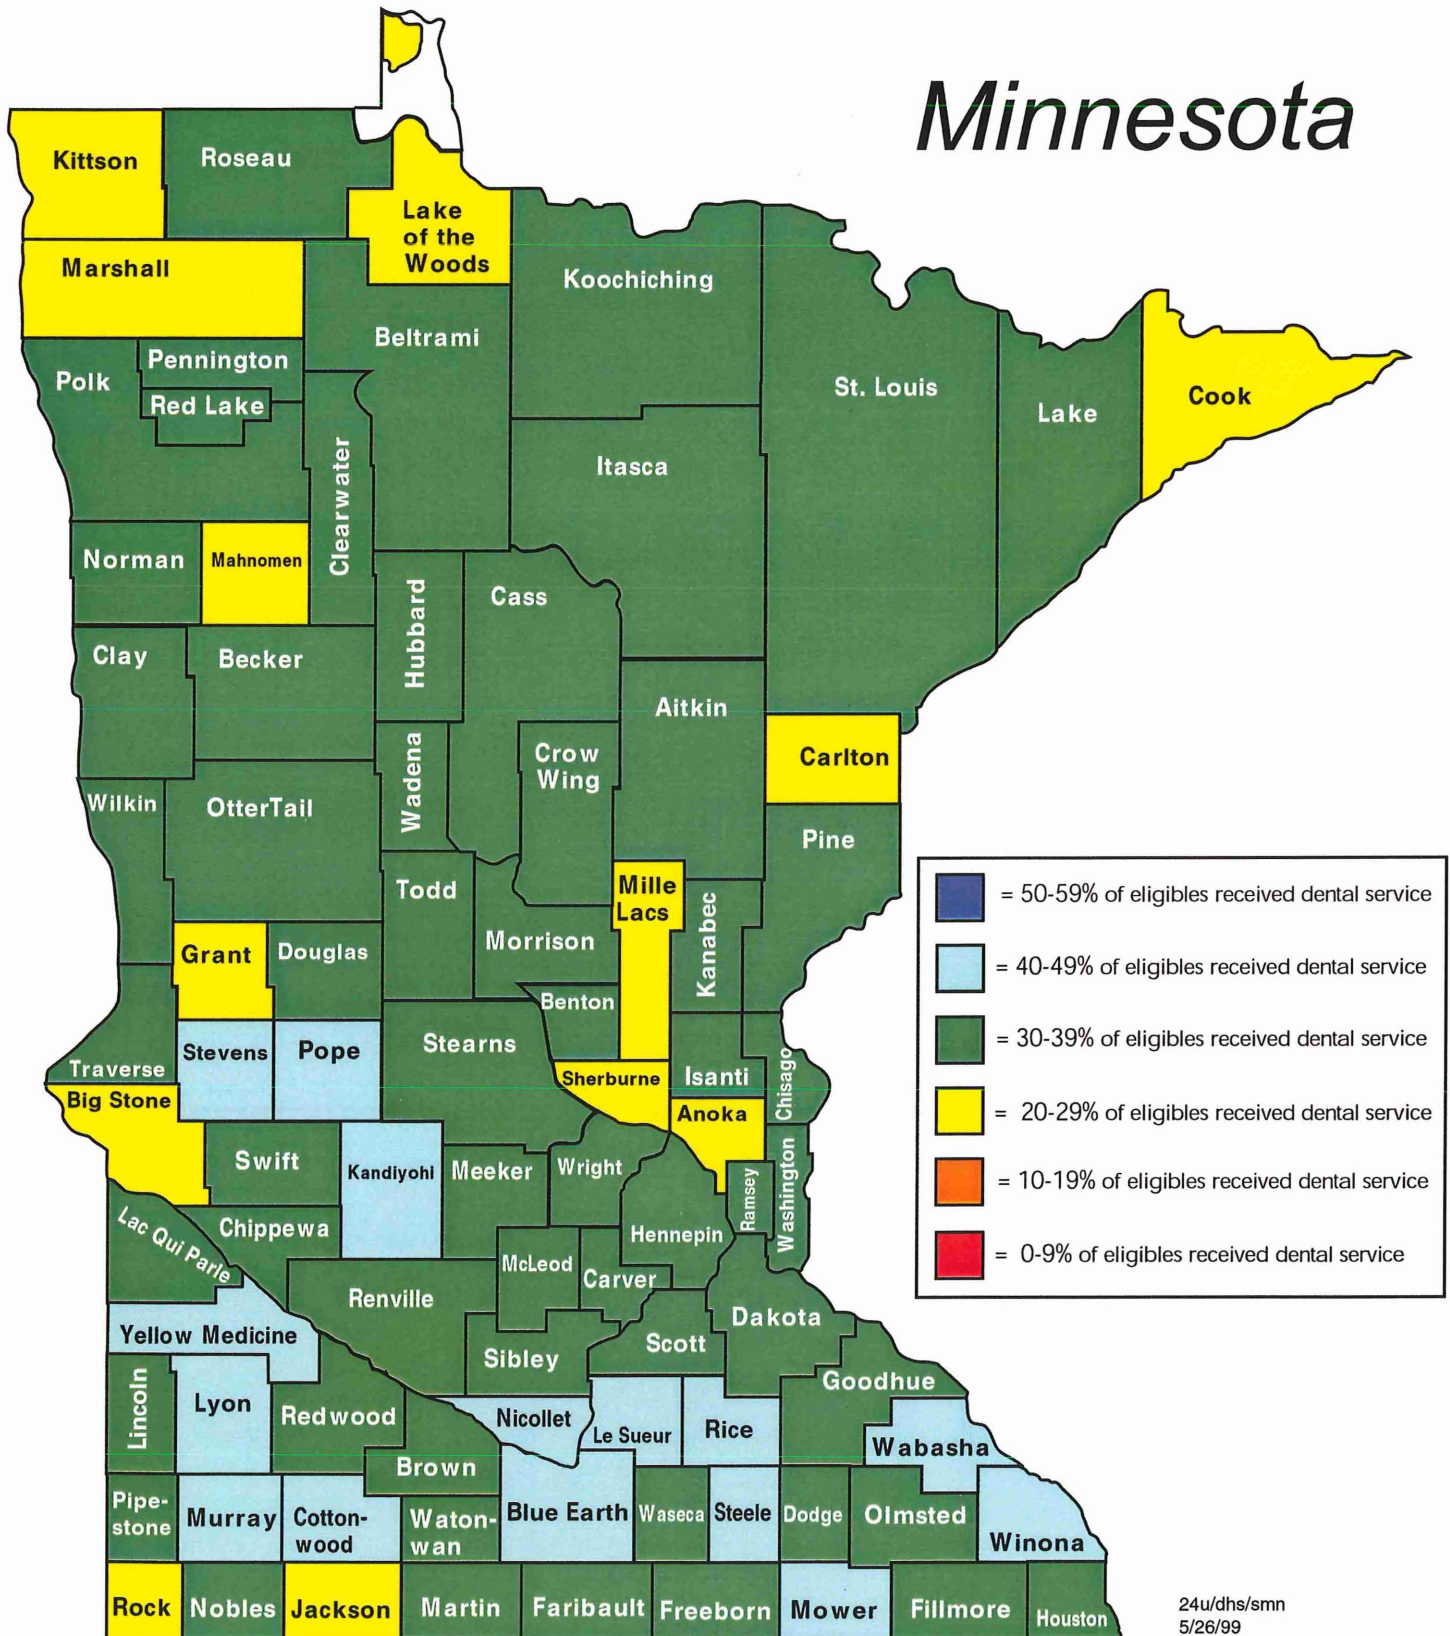 Minnesota
Kittson
Roseau
Lake
of the
Woods
Marshall
Koochiching
Beltrami
Pennington
Polk
Red Lake
St. Louis
Lake
Cook
Itasca
Clearwater
Norman
Mahnomen
Hubbard
Cass
Clay
Becker
Aitkin
Wadena
Crow
Wing
Carlton
Wilkin
OtterTail
Pine
Todd
Mille
Lacs
Kanabec
Morrison
Grant
Douglas
Benton
Stearns
Stevens
Pope
Traverse
Sherburne
Isanti
Chisago
Big Stone
Anoka
Swift
Kandiyohi
Meeker
Wright
Ramsey
Washington
Lac Qui Parle
Chippewa
Hennepin
McLeod
Carver
Renville
Dakota
Yellow Medicine
Scott
Sibley
Goodhue
Lincoln
Lyon
Redwood
Nicollet
Le Sueur
Rice
Wabasha
Brown
Pipe-
stone
Murray
Cotton-
wood
Waton-
wan
Blue Earth
Waseca
Steele
Dodge
Olmsted
Winona
Rock
Nobles
Jackson
Martin
Faribault
Freeborn
Mower
Fillmore
Houston
= 50-59% of eligibles received dental service
= 40-49% of eligibles received dental service
= 30-39% of eligibles received dental service
= 20-29% of eligibles received dental service
= 10-19% of eligibles received dental service
= 0-9% of eligibles received dental service
24u/dhs/smn
5/26/99